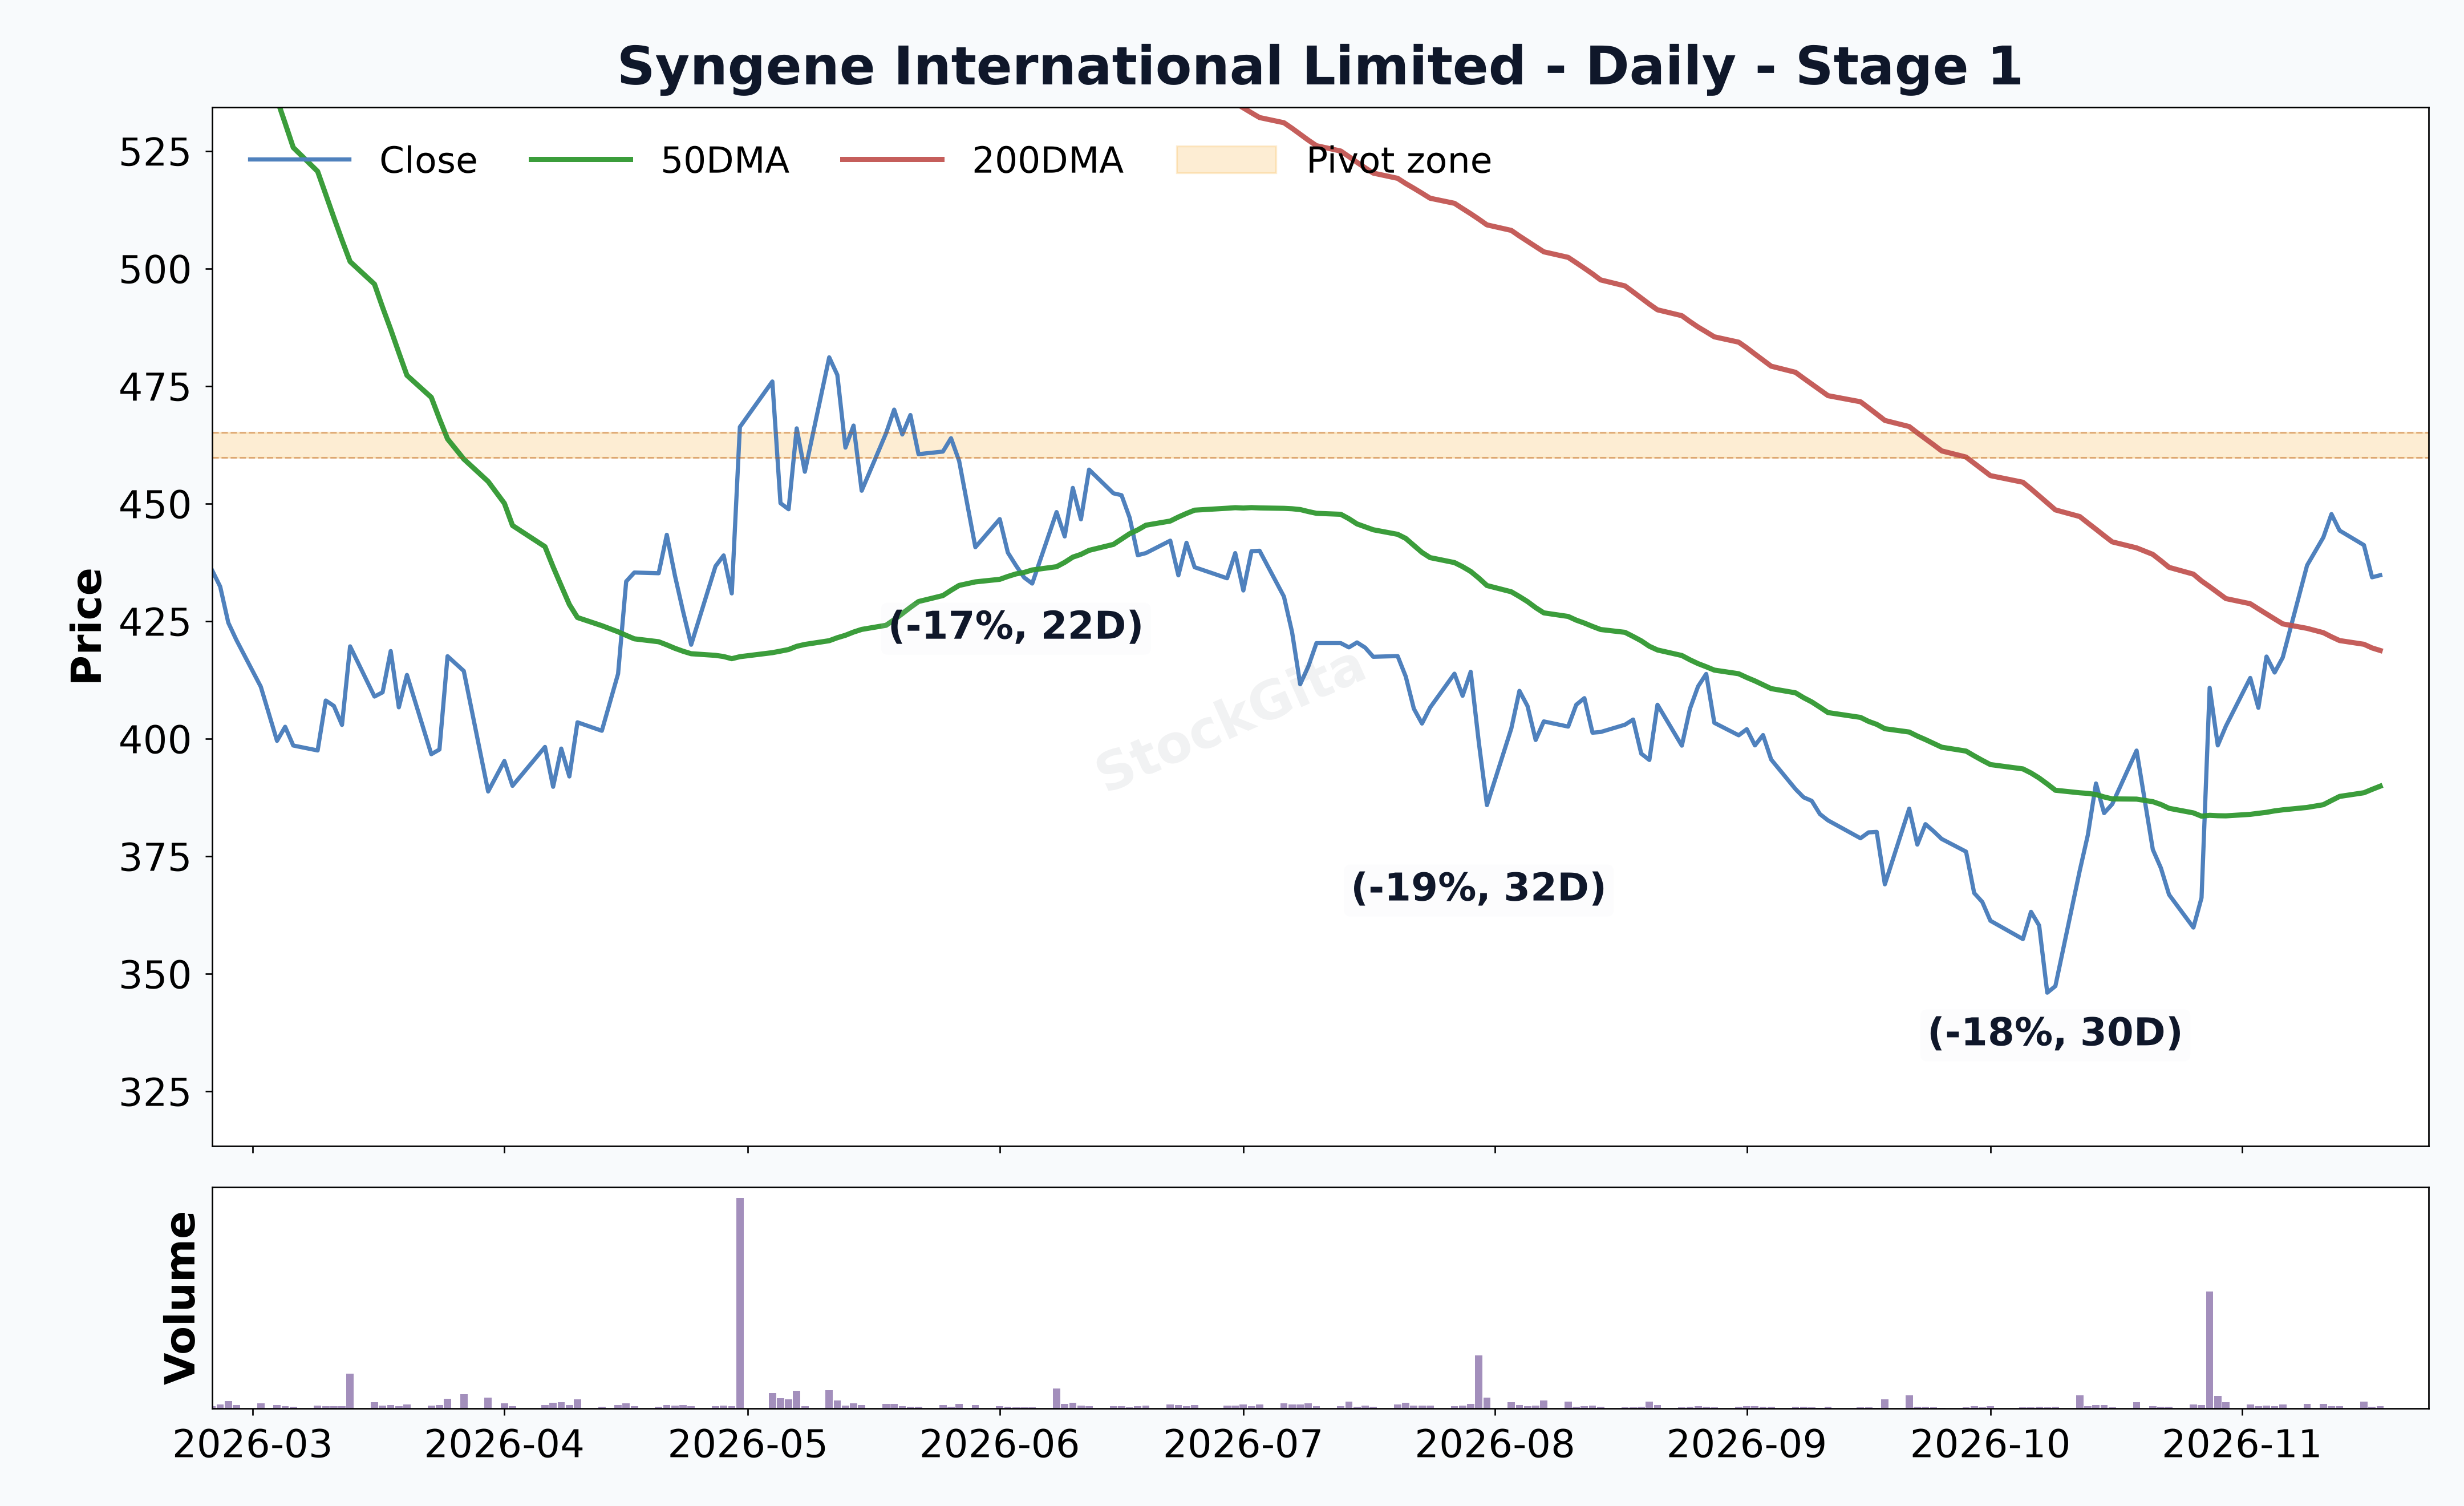 Syngene International Limited - Daily - Stage 1
Close 50DMA 200DMA Pivot zone
Price
525
500
475
450
425
400
375
350
325
(-17%, 22D)
(-19%, 32D)
(-18%, 30D)
StockGita
Volume
2026-03 2026-04 2026-05 2026-06 2026-07 2026-08 2026-09 2026-10 2026-11